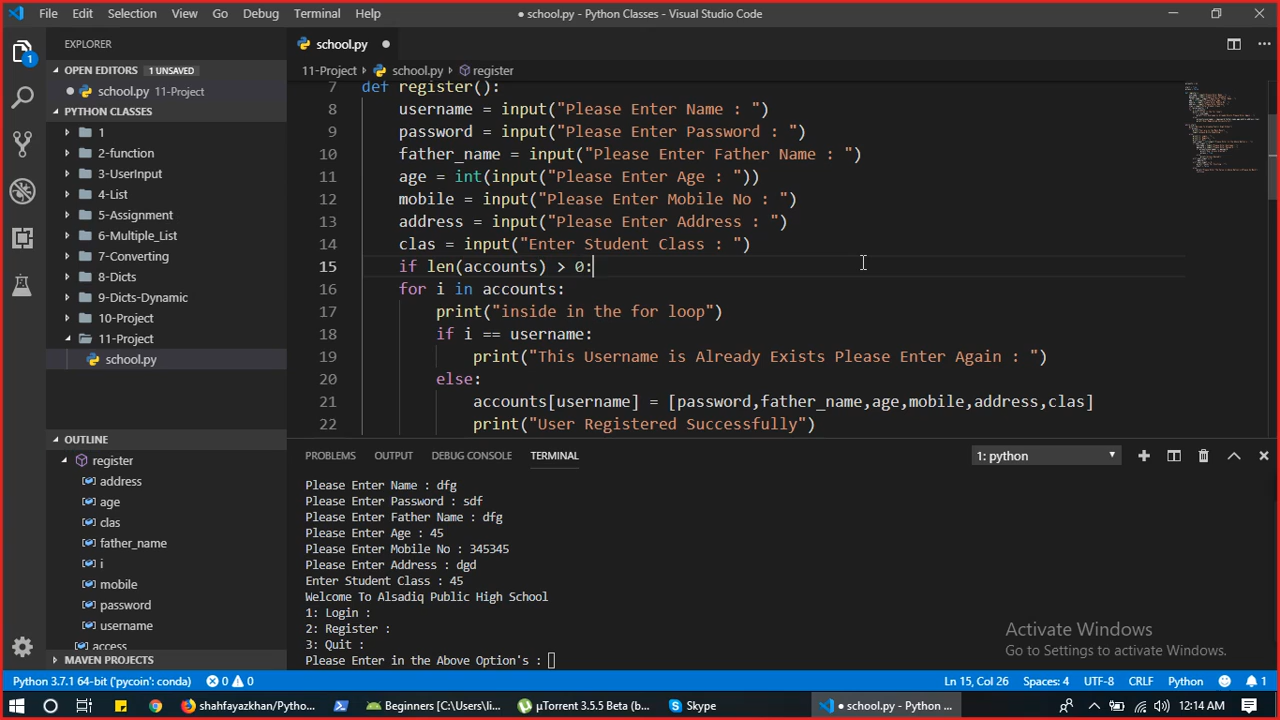 File Edit Selection View Go Debug Terminal Help
● school.py - Python Classes - Visual Studio Code
EXPLORER
OPEN EDITORS 1 UNSAVED
● school.py 11-Project
PYTHON CLASSES
1
2-function
3-UserInput
4-List
5-Assignment
6-Multiple_List
7-Converting
8-Dicts
9-Dicts-Dynamic
10-Project
11-Project
school.py
OUTLINE
register
address
age
clas
father_name
i
mobile
password
username
access
MAVEN PROJECTS
school.py ●
11-Project school.py register
7 def register():
8 username = input("Please Enter Name : ")
9 password = input("Please Enter Password : ")
10 father_name = input("Please Enter Father Name : ")
11 age = int(input("Please Enter Age : "))
12 mobile = input("Please Enter Mobile No : ")
13 address = input("Please Enter Address : ")
14 clas = input("Enter Student Class : ")
15 if len(accounts) > 0:
16 for i in accounts:
17 print("inside in the for loop")
18 if i == username:
19 print("This Username is Already Exists Please Enter Again : ")
20 else:
21 accounts[username] = [password,father_name,age,mobile,address,clas]
22 print("User Registered Successfully")
PROBLEMS OUTPUT DEBUG CONSOLE TERMINAL 1: python
Please Enter Name : dfg
Please Enter Password : sdf
Please Enter Father Name : dfg
Please Enter Age : 45
Please Enter Mobile No : 345345
Please Enter Address : dgd
Enter Student Class : 45
Welcome To Alsadiq Public High School
1: Login :
2: Register :
3: Quit :
Please Enter in the Above Option's :
Activate Windows
Go to Settings to activate Windows.
Python 3.7.1 64-bit ('pycoin': conda) 0 0 Ln 15, Col 26 Spaces: 4 UTF-8 CRLF Python 1
shahfayazkhan/Pytho... Beginners [C:\Users\li... µTorrent 3.5.5 Beta (b... Skype ● school.py - Python ... 12:14 AM